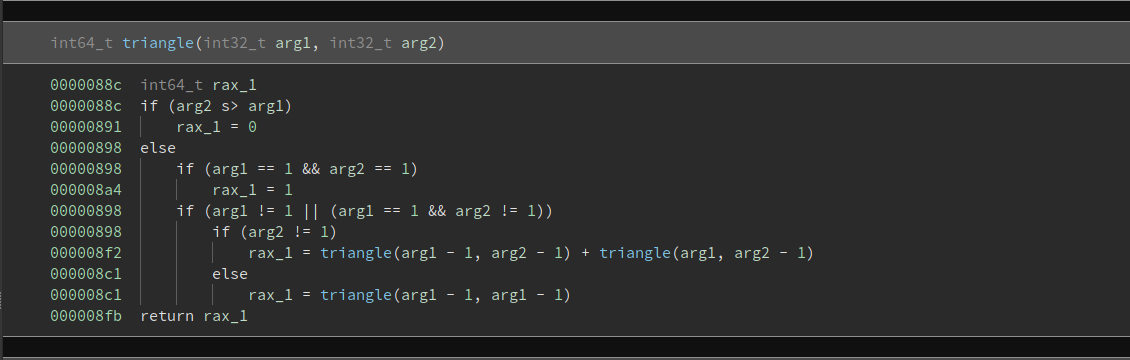 int64_t triangle(int32_t arg1, int32_t arg2)
0000088c int64_t rax_1
0000088c if (arg2 s> arg1)
00000891 rax_1 = 0
00000898 else
00000898 if (arg1 == 1 && arg2 == 1)
000008a4 rax_1 = 1
00000898 if (arg1 != 1 || (arg1 == 1 && arg2 != 1))
00000898 if (arg2 != 1)
000008f2 rax_1 = triangle(arg1 - 1, arg2 - 1) + triangle(arg1, arg2 - 1)
000008c1 else
000008c1 rax_1 = triangle(arg1 - 1, arg1 - 1)
000008fb return rax_1